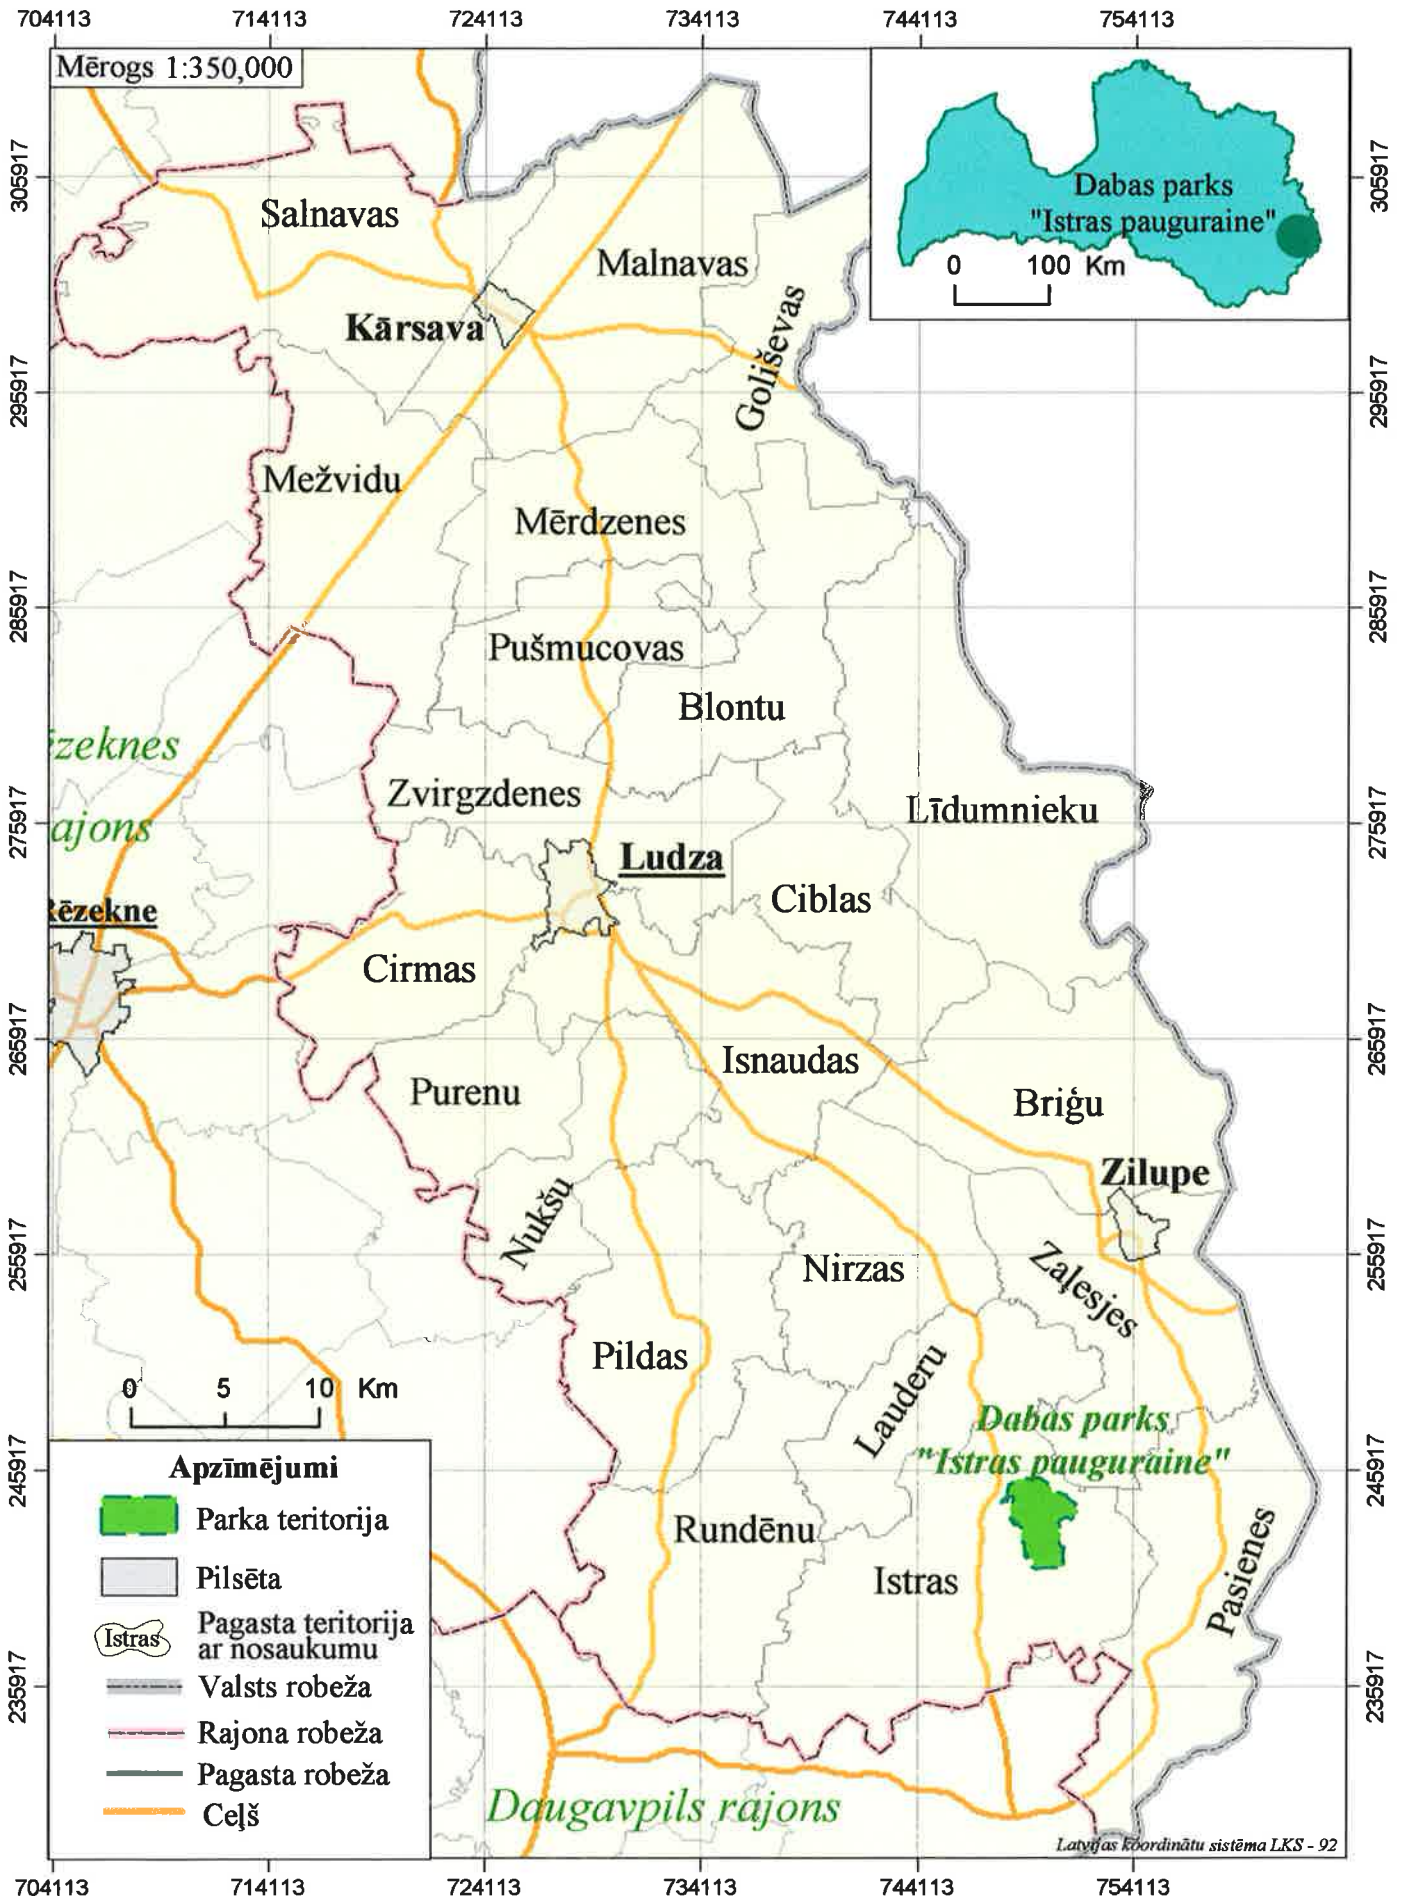 704113 714113 724113 734113 744113 754113
Mērogs 1:350,000
305917
305917
Dabas parks
"Istras pauguraine"
0 100 Km
Salnavas
Malnavas
Kārsava
Goliševas
295917
295917
Mežvidu
Mērdzenes
285917
285917
Pušmucovas
Blontu
ēzeknes
ajons
Zvirgzdenes
Līdumnieku
275917
275917
Ludza
Ciblas
Rēzekne
Cirmas
265917
265917
Isnaudas
Purenu
Briģu
Zilupe
Nukšu
255917
255917
Nirzas
Zaļesjes
Pildas
Lauderu
0 5 10 Km
Dabas parks
"Istras pauguraine"
245917
245917
Apzīmējumi
Parka teritorija
Pilsēta
Istras
Pagasta teritorija
ar nosaukumu
Valsts robeža
Rajona robeža
Pagasta robeža
Ceļš
Rundēnu
Istras
Pasienes
235917
235917
Daugavpils rajons
Latvijas koordinātu sistēma LKS - 92
704113 714113 724113 734113 744113 754113